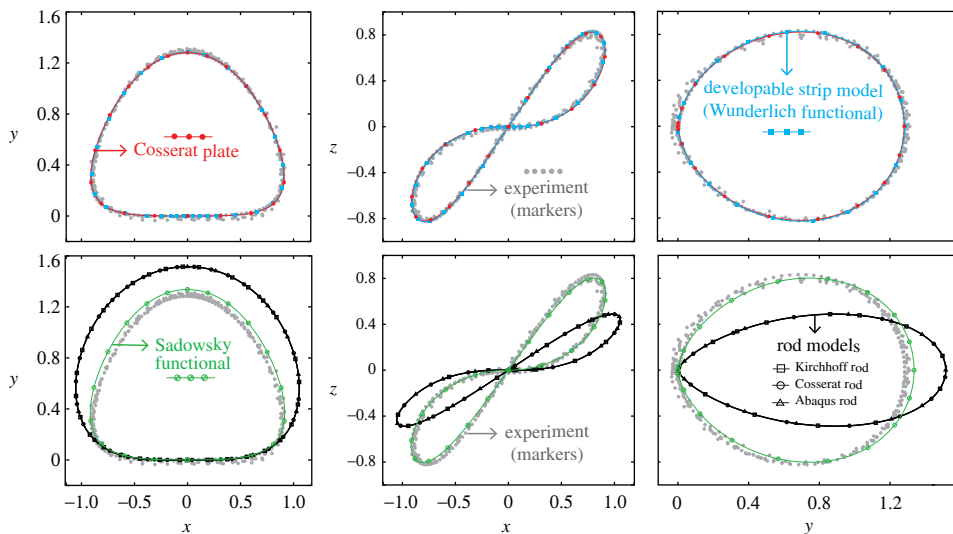 1.6
1.2
0.8
0.4
0
y
Cosserat plate
0.8
0.4
0
−0.4
−0.8
z
experiment
(markers)
developable strip model
(Wunderlich functional)
1.6
1.2
0.8
0.4
0
y
−1.0
−0.5
0
0.5
1.0
x
Sadowsky
functional
0.8
0.4
0
−0.4
−0.8
z
−1.0
−0.5
0
0.5
1.0
x
experiment
(markers)
rod models
Kirchhoff rod
Cosserat rod
Abaqus rod
0
0.4
0.8
1.2
y